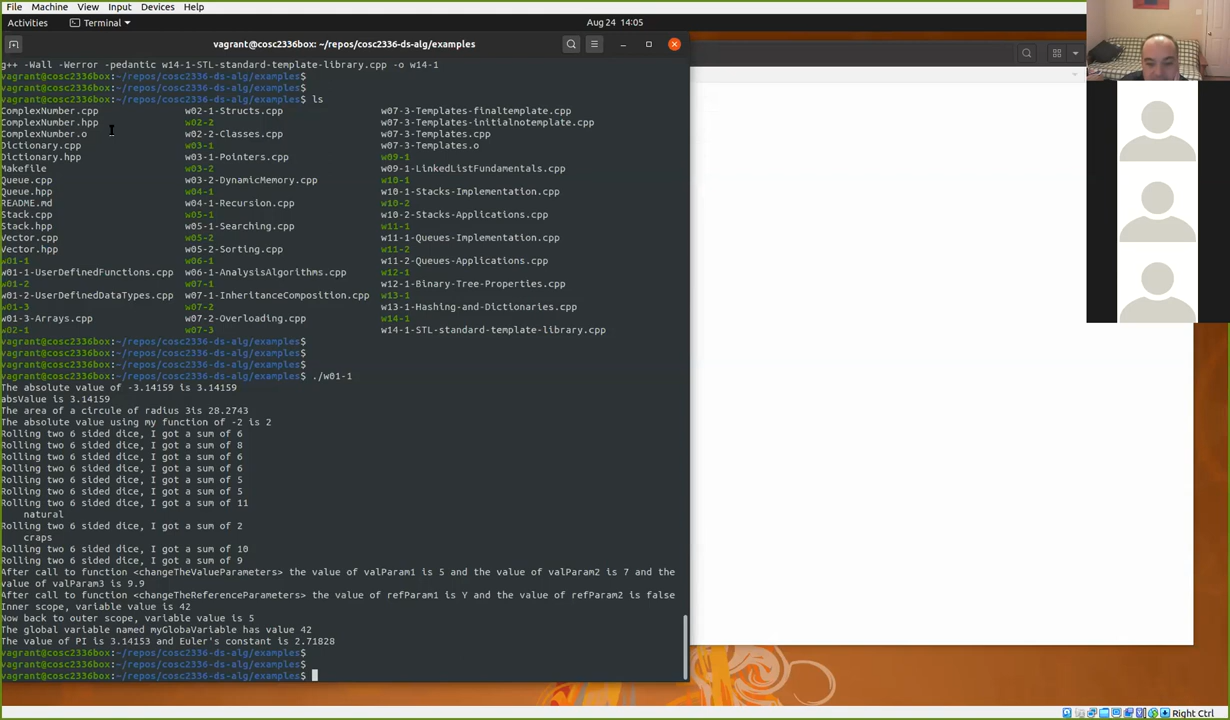 File Machine View Input Devices Help
Activities Terminal Aug 24 14:05
vagrant@cosc2336box: ~/repos/cosc2336-ds-alg/examples
g++ -Wall -Werror -pedantic w14-1-STL-standard-template-library.cpp -o w14-1
vagrant@cosc2336box:~/repos/cosc2336-ds-alg/examples$
vagrant@cosc2336box:~/repos/cosc2336-ds-alg/examples$
vagrant@cosc2336box:~/repos/cosc2336-ds-alg/examples$ ls
ComplexNumber.cpp w02-1-Structs.cpp w07-3-Templates-finaltemplate.cpp
ComplexNumber.hpp w02-2 w07-3-Templates-initialnotemplate.cpp
ComplexNumber.o w02-2-Classes.cpp w07-3-Templates.cpp
Dictionary.cpp w03-1 w07-3-Templates.o
Dictionary.hpp w03-1-Pointers.cpp w09-1
Makefile w03-2 w09-1-LinkedListFundamentals.cpp
Queue.cpp w03-2-DynamicMemory.cpp w10-1
Queue.hpp w04-1 w10-1-Stacks-Implementation.cpp
README.md w04-1-Recursion.cpp w10-2
Stack.cpp w05-1 w10-2-Stacks-Applications.cpp
Stack.hpp w05-1-Searching.cpp w11-1
Vector.cpp w05-2 w11-1-Queues-Implementation.cpp
Vector.hpp w05-2-Sorting.cpp w11-2
w01-1 w06-1 w11-2-Queues-Applications.cpp
w01-1-UserDefinedFunctions.cpp w06-1-AnalysisAlgorithms.cpp w12-1
w01-2 w07-1 w12-1-Binary-Tree-Properties.cpp
w01-2-UserDefinedDataTypes.cpp w07-1-InheritanceComposition.cpp w13-1
w01-3 w07-2 w13-1-Hashing-and-Dictionaries.cpp
w01-3-Arrays.cpp w07-2-Overloading.cpp w14-1
w02-1 w07-3 w14-1-STL-standard-template-library.cpp
vagrant@cosc2336box:~/repos/cosc2336-ds-alg/examples$
vagrant@cosc2336box:~/repos/cosc2336-ds-alg/examples$
vagrant@cosc2336box:~/repos/cosc2336-ds-alg/examples$
vagrant@cosc2336box:~/repos/cosc2336-ds-alg/examples$ ./w01-1
The absolute value of -3.14159 is 3.14159
absValue is 3.14159
The area of a circule of radius 3is 28.2743
The absolute value using my function of -2 is 2
Rolling two 6 sided dice, I got a sum of 6
Rolling two 6 sided dice, I got a sum of 8
Rolling two 6 sided dice, I got a sum of 6
Rolling two 6 sided dice, I got a sum of 6
Rolling two 6 sided dice, I got a sum of 5
Rolling two 6 sided dice, I got a sum of 5
Rolling two 6 sided dice, I got a sum of 11
natural
Rolling two 6 sided dice, I got a sum of 2
craps
Rolling two 6 sided dice, I got a sum of 10
Rolling two 6 sided dice, I got a sum of 9
After call to function <changeTheValueParameters> the value of valParam1 is 5 and the value of valParam2 is 7 and the
value of valParam3 is 9.9
After call to function <changeTheReferenceParameters> the value of refParam1 is Y and the value of refParam2 is false
Inner scope, variable value is 42
Now back to outer scope, variable value is 5
The global variable named myGlobaVariable has value 42
The value of PI is 3.14153 and Euler's constant is 2.71828
vagrant@cosc2336box:~/repos/cosc2336-ds-alg/examples$
vagrant@cosc2336box:~/repos/cosc2336-ds-alg/examples$
vagrant@cosc2336box:~/repos/cosc2336-ds-alg/examples$
Right Ctrl